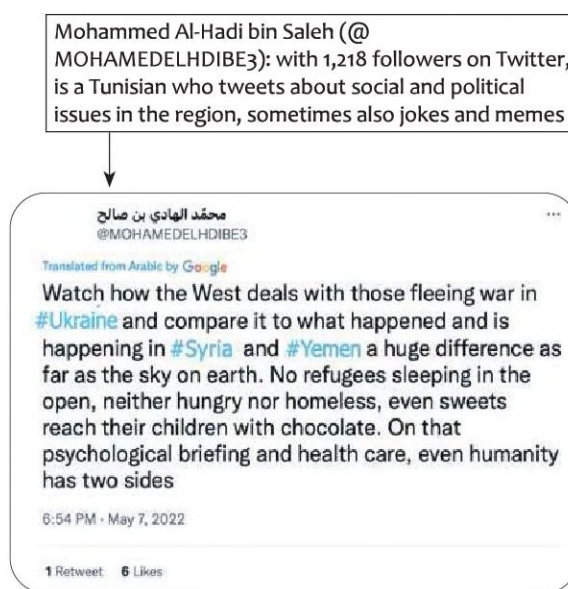 Mohammed Al-Hadi bin Saleh (@
MOHAMEDELHDIBE3): with 1,218 followers on Twitter,
is a Tunisian who tweets about social and political
issues in the region, sometimes also jokes and memes
محمّد الهادي بن صالح
...
@MOHAMEDELHDIBE3
Translated from Arabic by Google
Watch how the West deals with those fleeing war in
#Ukraine and compare it to what happened and is
happening in #Syria and #Yemen a huge difference as
far as the sky on earth. No refugees sleeping in the
open, neither hungry nor homeless, even sweets
reach their children with chocolate. On that
psychological briefing and health care, even humanity
has two sides
6:54 PM · May 7, 2022
1 Retweet 6 Likes